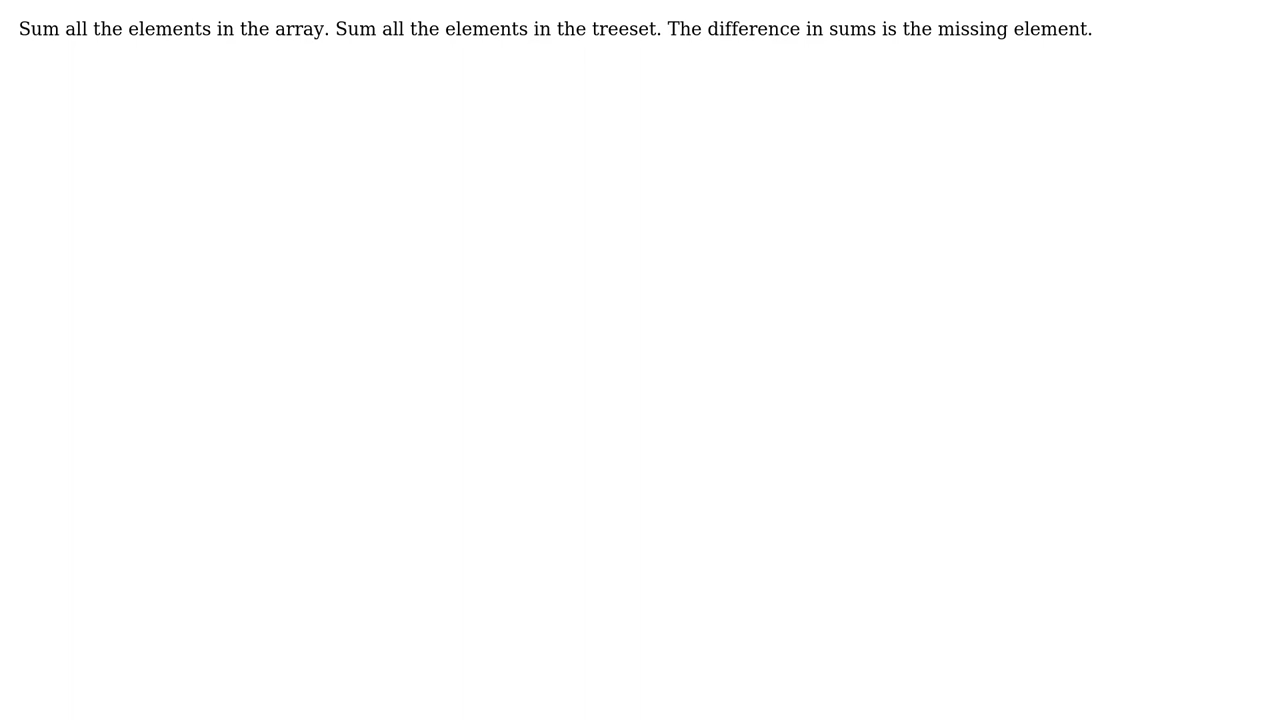 Sum all the elements in the array. Sum all the elements in the treeset. The difference in sums is the missing element.